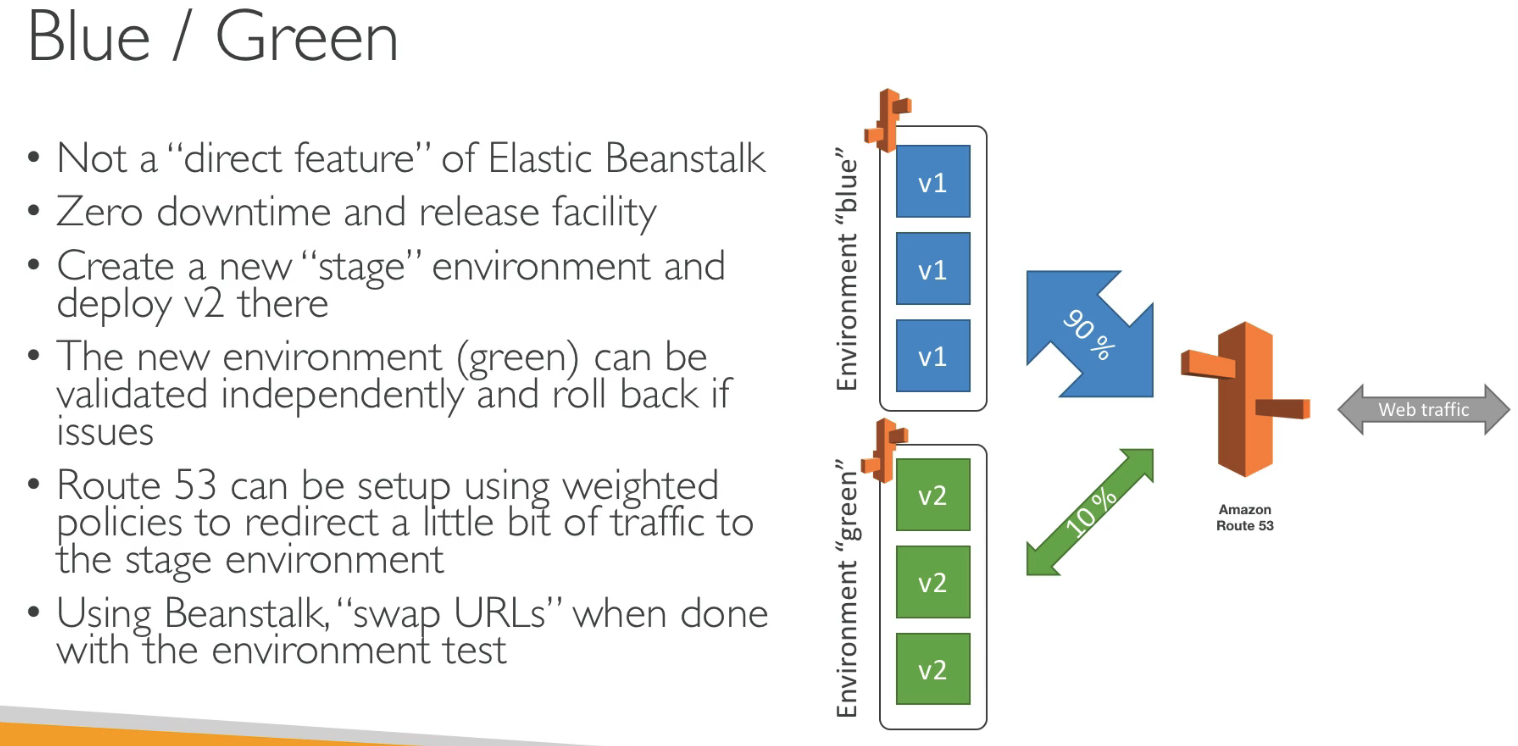 Blue / Green
• Not a “direct feature” of Elastic Beanstalk
• Zero downtime and release facility
• Create a new “stage” environment and
deploy v2 there
• The new environment (green) can be
validated independently and roll back if
issues
• Route 53 can be setup using weighted
policies to redirect a little bit of traffic to
the stage environment
• Using Beanstalk, “swap URLs” when done
with the environment test
Environment “blue”
v1
v1
v1
Environment “green”
v2
v2
v2
90 %
10 %
Amazon
Route 53
Web traffic